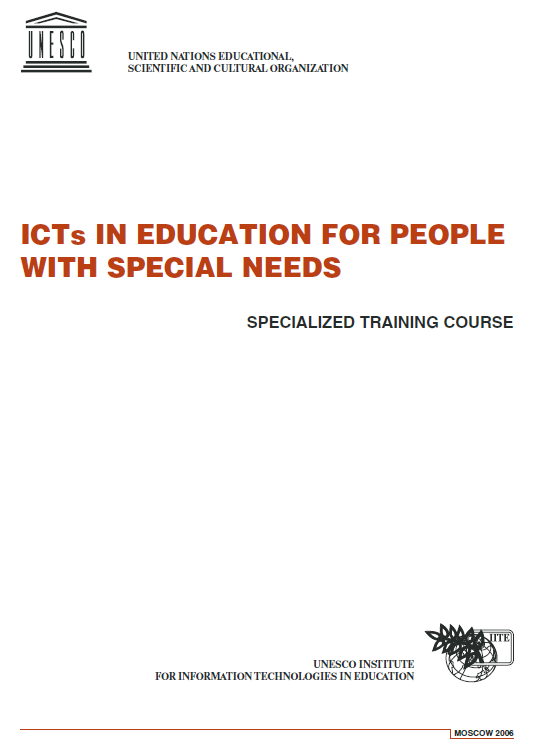 UNESCO
UNITED NATIONS EDUCATIONAL,
SCIENTIFIC AND CULTURAL ORGANIZATION
ICTs IN EDUCATION FOR PEOPLE
WITH SPECIAL NEEDS
SPECIALIZED TRAINING COURSE
IITE
UNESCO INSTITUTE
FOR INFORMATION TECHNOLOGIES IN EDUCATION
MOSCOW 2006